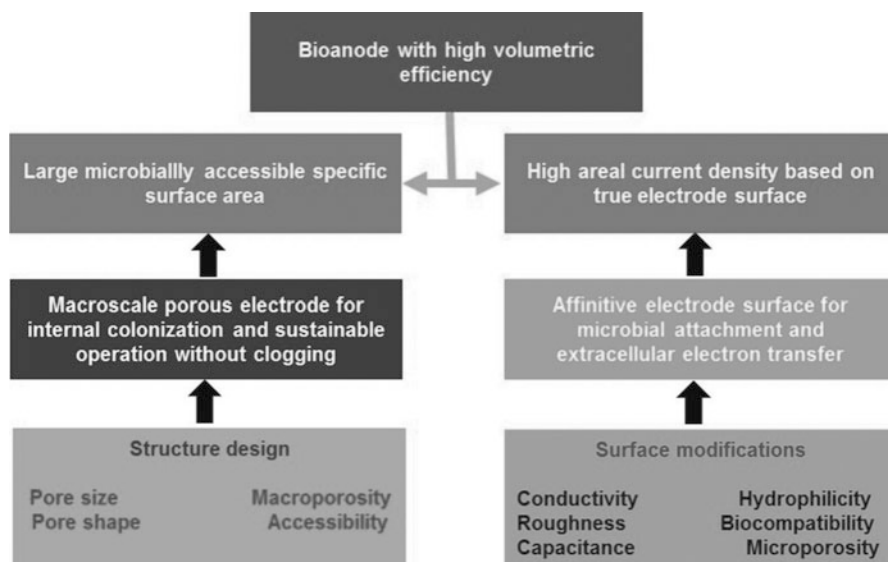 Bioanode with high volumetric
efficiency
Large microbiallly accessible specific
surface area
High areal current density based on
true electrode surface
Macroscale porous electrode for
internal colonization and sustainable
operation without clogging
Affinitive electrode surface for
microbial attachment and
extracellular electron transfer
Structure design
Pore size Macroporosity
Pore shape Accessibility
Surface modifications
Conductivity Hydrophilicity
Roughness Biocompatibility
Capacitance Microporosity